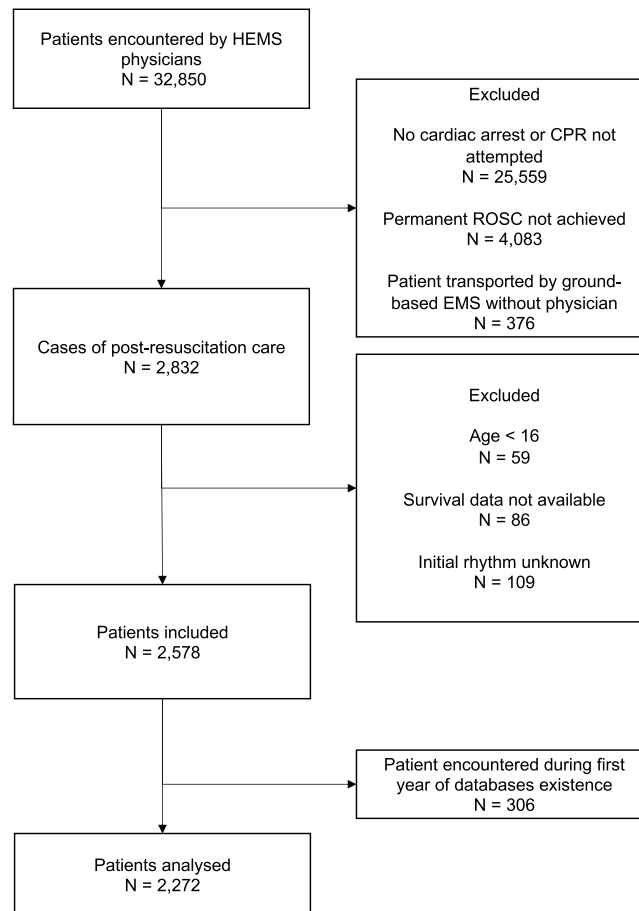 Patients encountered by HEMS
physicians
N = 32,850
Excluded
No cardiac arrest or CPR not
attempted
N = 25,559
Permanent ROSC not achieved
N = 4,083
Patient transported by ground-
based EMS without physician
N = 376
Cases of post-resuscitation care
N = 2,832
Excluded
Age < 16
N = 59
Survival data not available
N = 86
Initial rhythm unknown
N = 109
Patients included
N = 2,578
Patient encountered during first
year of databases existence
N = 306
Patients analysed
N = 2,272